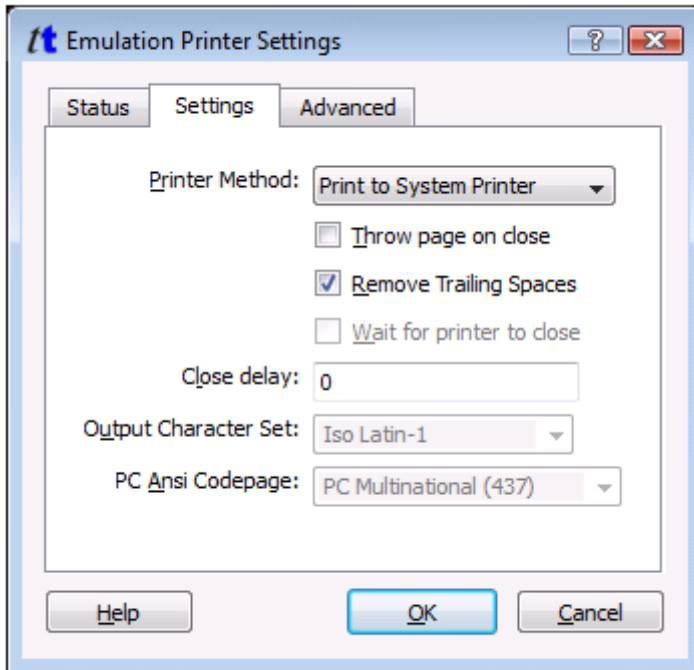 tt Emulation Printer Settings ?
Status Settings Advanced
Printer Method: Print to System Printer
Throw page on close
Remove Trailing Spaces
Wait for printer to close
Close delay: 0
Output Character Set: Iso Latin-1
PC Ansi Codepage: PC Multinational (437)
Help OK Cancel